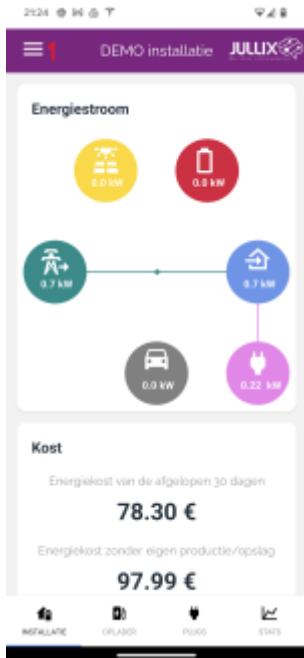 21:24
1
DEMO installatie
JULLIX
Energiestroom
0.0 kW
0.0 kW
0.7 kW
0.7 kW
0.0 kW
0.22 kW
Kost
Energiekost van de afgelopen 30 dagen
78.30 €
Energiekost zonder eigen productie/opslag
97.99 €
INSTALLATIE
OPLADER
PLUGS
STATS